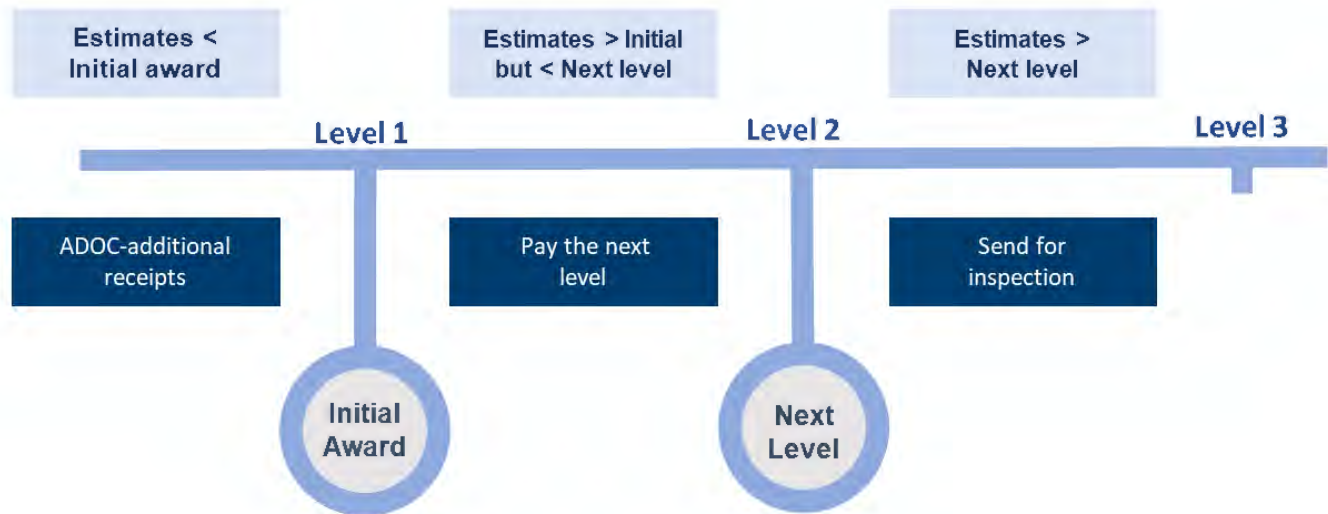 Estimates <
Initial award
Estimates > Initial
but < Next level
Estimates >
Next level
Level 1
Level 2
Level 3
ADOC-additional
receipts
Pay the next
level
Send for
inspection
Initial
Award
Next
Level